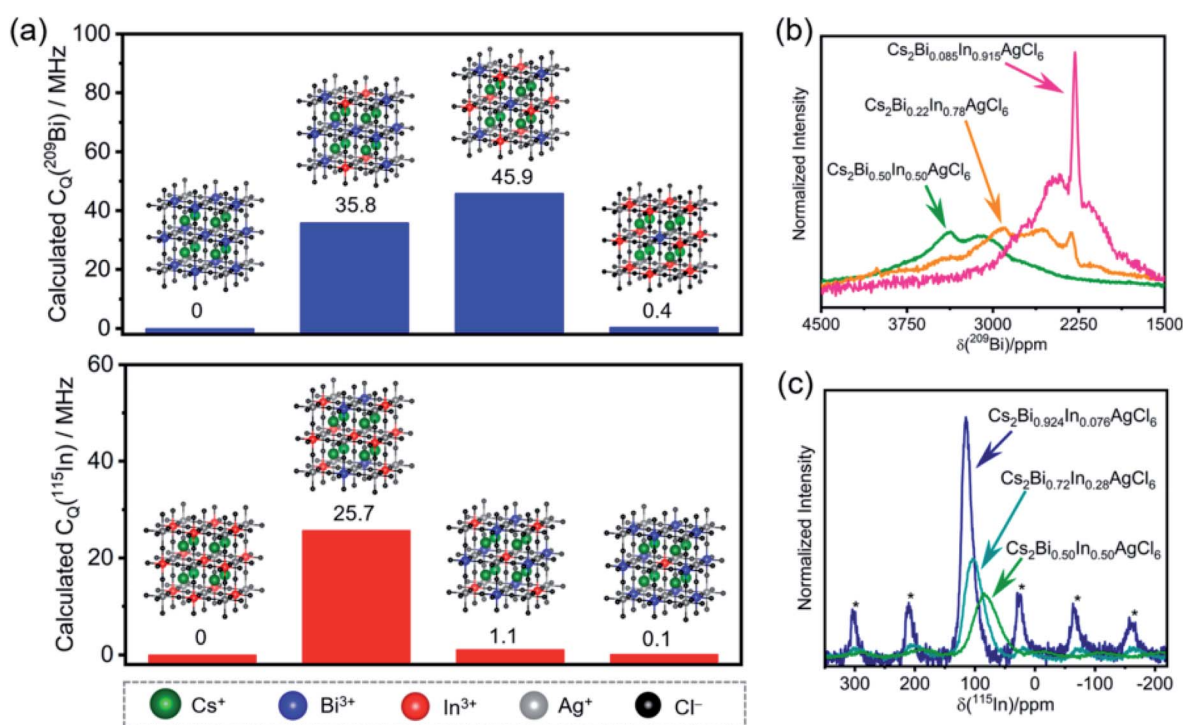 (a)
Calculated C_Q(²⁰⁹Bi) / MHz
100
80
60
40
20
0
0
35.8
45.9
0.4
Calculated C_Q(¹¹⁵In) / MHz
60
40
20
0
0
25.7
1.1
0.1
Cs⁺ Bi³⁺ In³⁺ Ag⁺ Cl⁻
(b)
Normalized Intensity
Cs₂Bi₀.₀₈₅In₀.₉₁₅AgCl₆
Cs₂Bi₀.₂₂In₀.₇₈AgCl₆
Cs₂Bi₀.₅₀In₀.₅₀AgCl₆
4500 3750 3000 2250 1500
δ(²⁰⁹Bi)/ppm
(c)
Normalized Intensity
Cs₂Bi₀.₉₂₄In₀.₀₇₆AgCl₆
Cs₂Bi₀.₇₂In₀.₂₈AgCl₆
Cs₂Bi₀.₅₀In₀.₅₀AgCl₆
* * * * *
300 200 100 0 -100 -200
δ(¹¹⁵In)/ppm